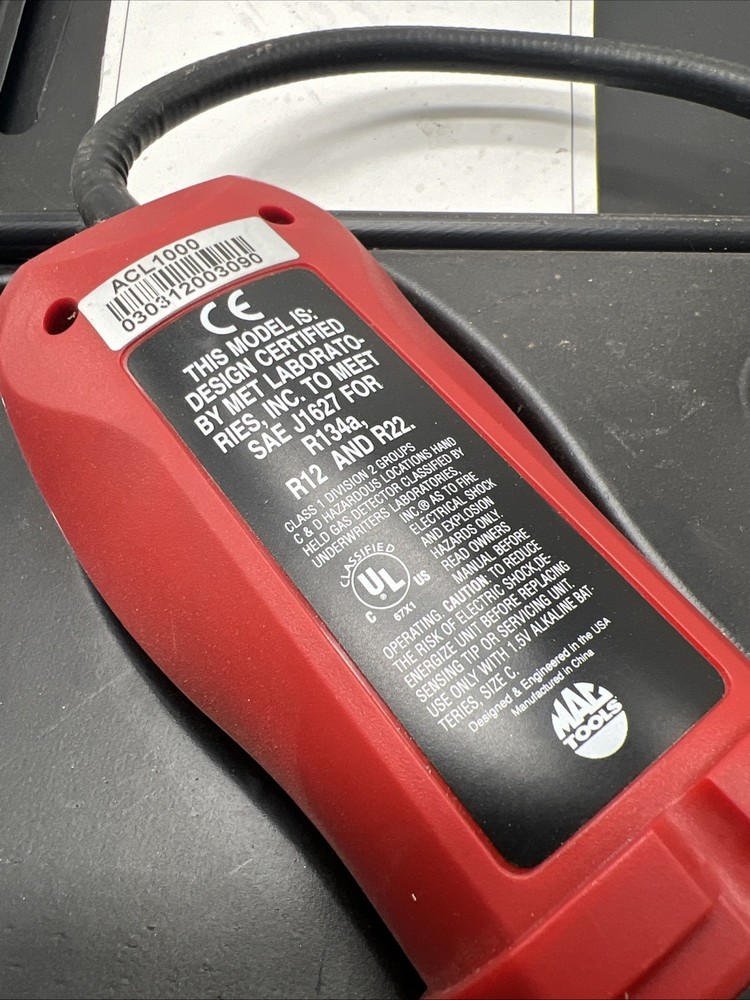 ACL1000
030312003090
CE
THIS MODEL IS:
DESIGN CERTIFIED
BY MET LABORATO-
RIES, INC. TO MEET
SAE J1627 FOR
R134a,
R12 AND R22.
CLASS 1 DIVISION 2 GROUPS
C & D HAZARDOUS LOCATIONS HAND
HELD GAS DETECTOR CLASSIFIED BY
UNDERWRITERS LABORATORIES,
INC.® AS TO FIRE
ELECTRICAL SHOCK
AND EXPLOSION
HAZARDS ONLY.
READ OWNERS
MANUAL BEFORE
CLASSIFIED
UL
C US
67X1
OPERATING. CAUTION: TO REDUCE
THE RISK OF ELECTRIC SHOCK DE-
ENERGIZE UNIT BEFORE REPLACING
SENSING TIP OR SERVICING UNIT.
USE ONLY WITH 1.5V ALKALINE BAT-
TERIES, SIZE C.
Designed & Engineered in the USA
Manufactured in China
MAC
TOOLS